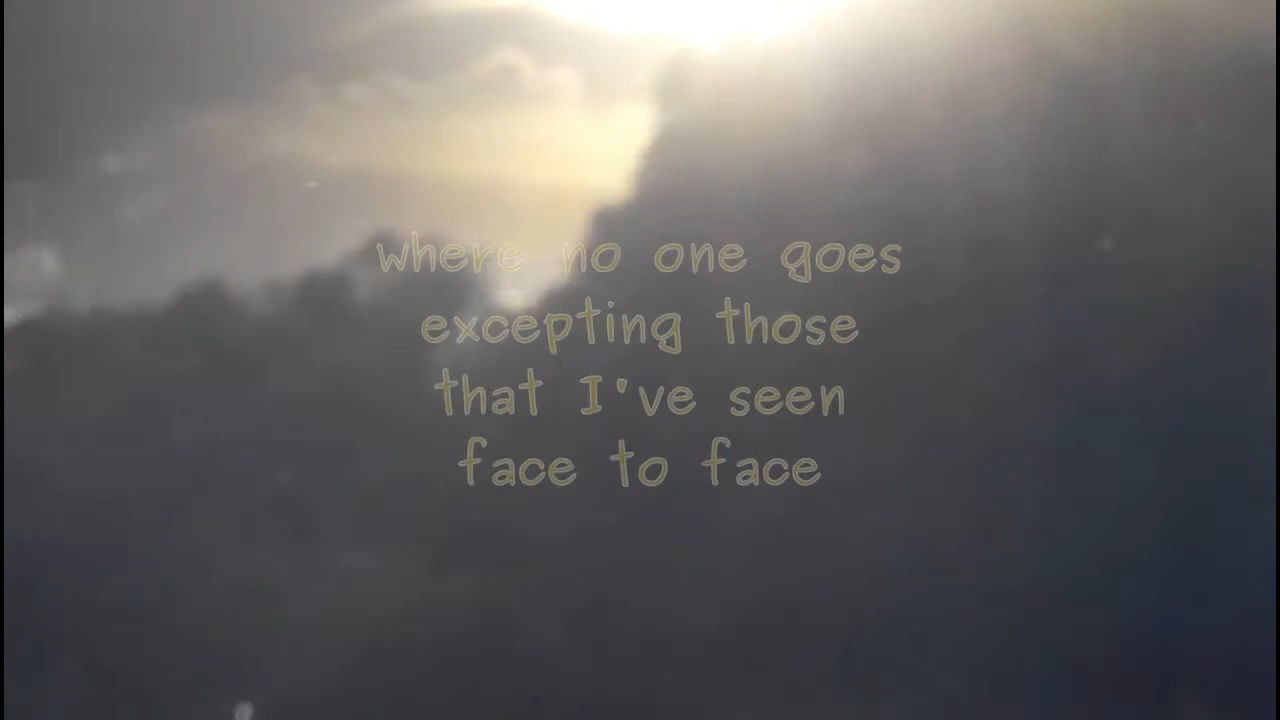 where no one goes
excepting those
that I've seen
face to face